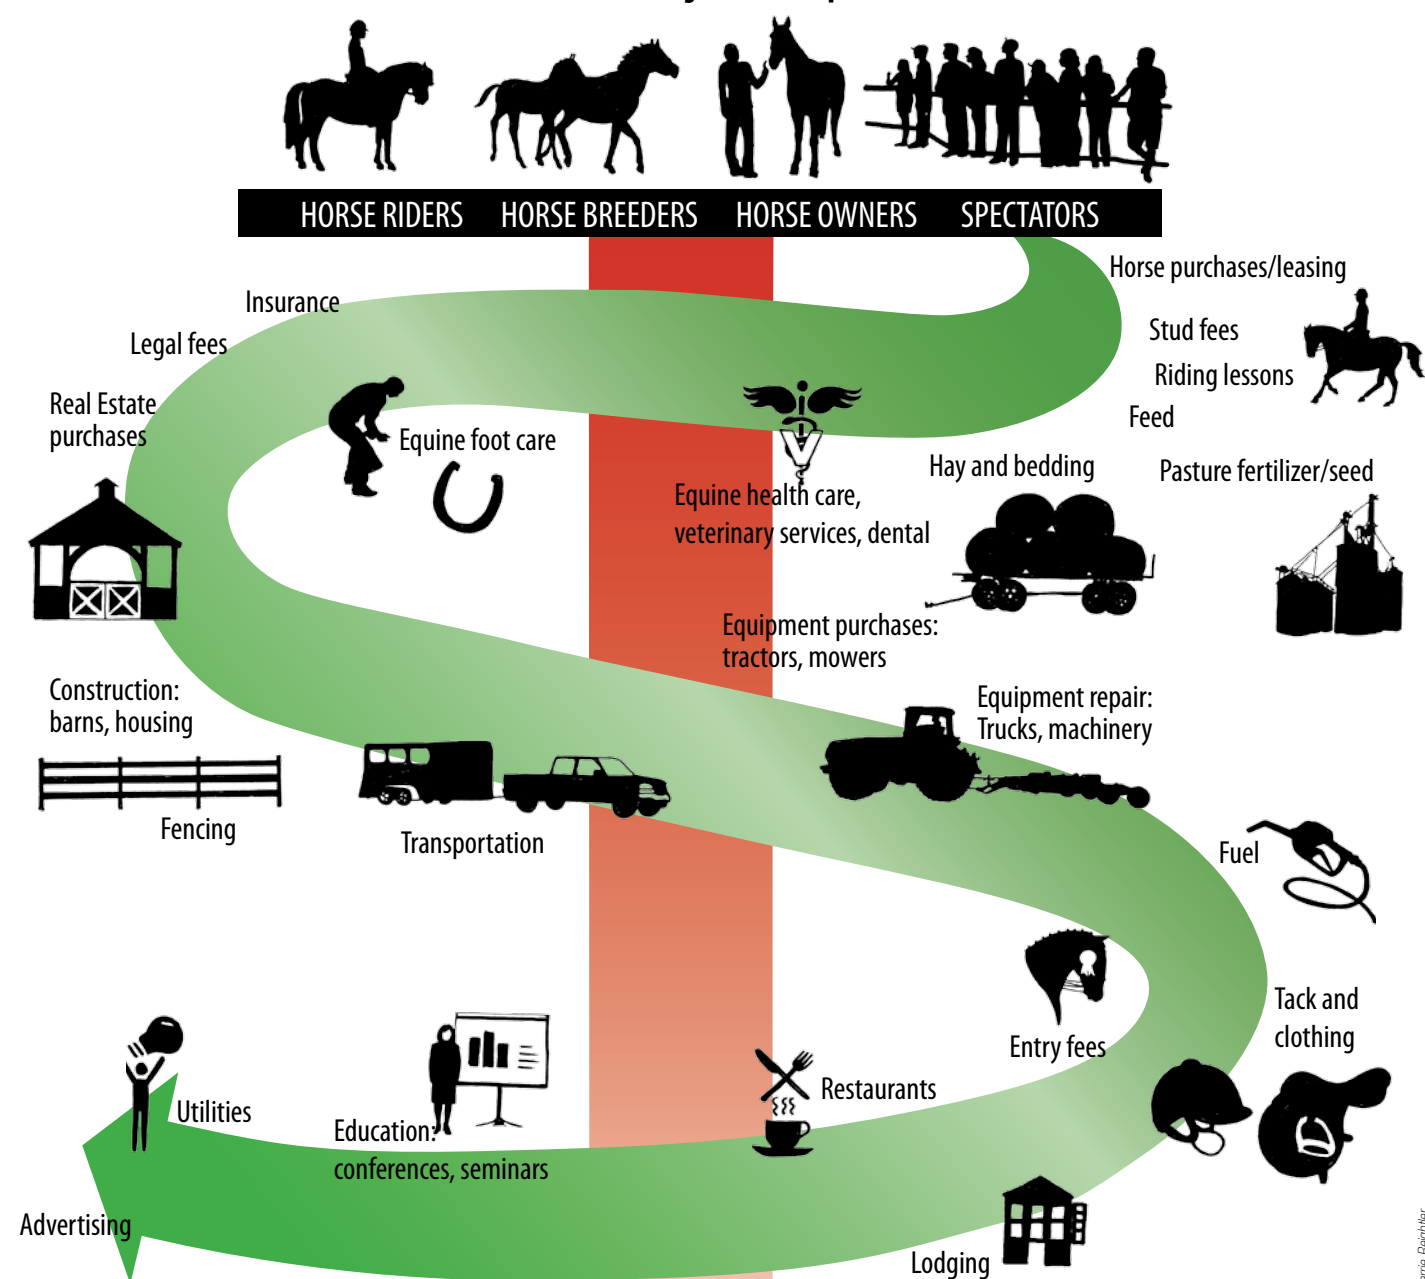 HORSE RIDERS HORSE BREEDERS HORSE OWNERS SPECTATORS
Horse purchases/leasing
Insurance
Stud fees
Legal fees
Riding lessons
Real Estate
purchases
Feed
Equine foot care
Hay and bedding
Pasture fertilizer/seed
Equine health care,
veterinary services, dental
Equipment purchases:
tractors, mowers
Construction:
barns, housing
Equipment repair:
Trucks, machinery
Fencing
Transportation
Fuel
Tack and
clothing
Entry fees
Restaurants
Utilities
Education:
conferences, seminars
Advertising
Lodging